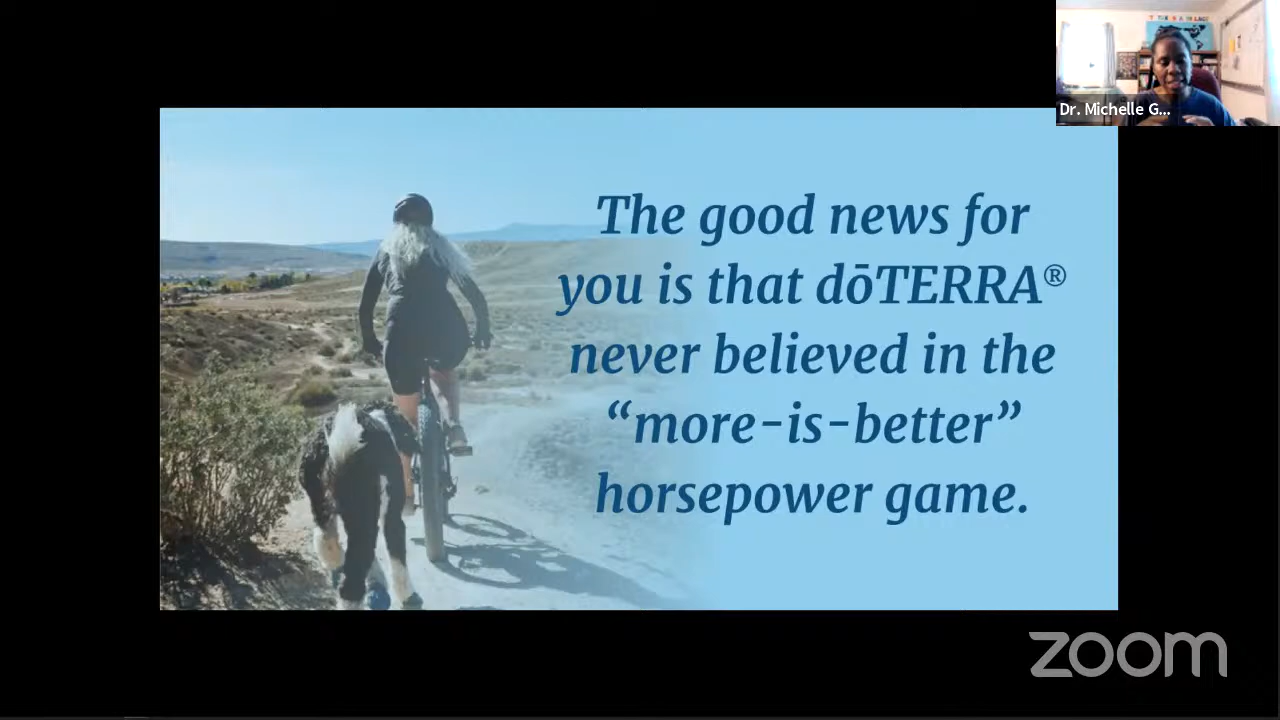 Dr. Michelle G...
The good news for
you is that dōTERRA®
never believed in the
“more-is-better”
horsepower game.
zoom